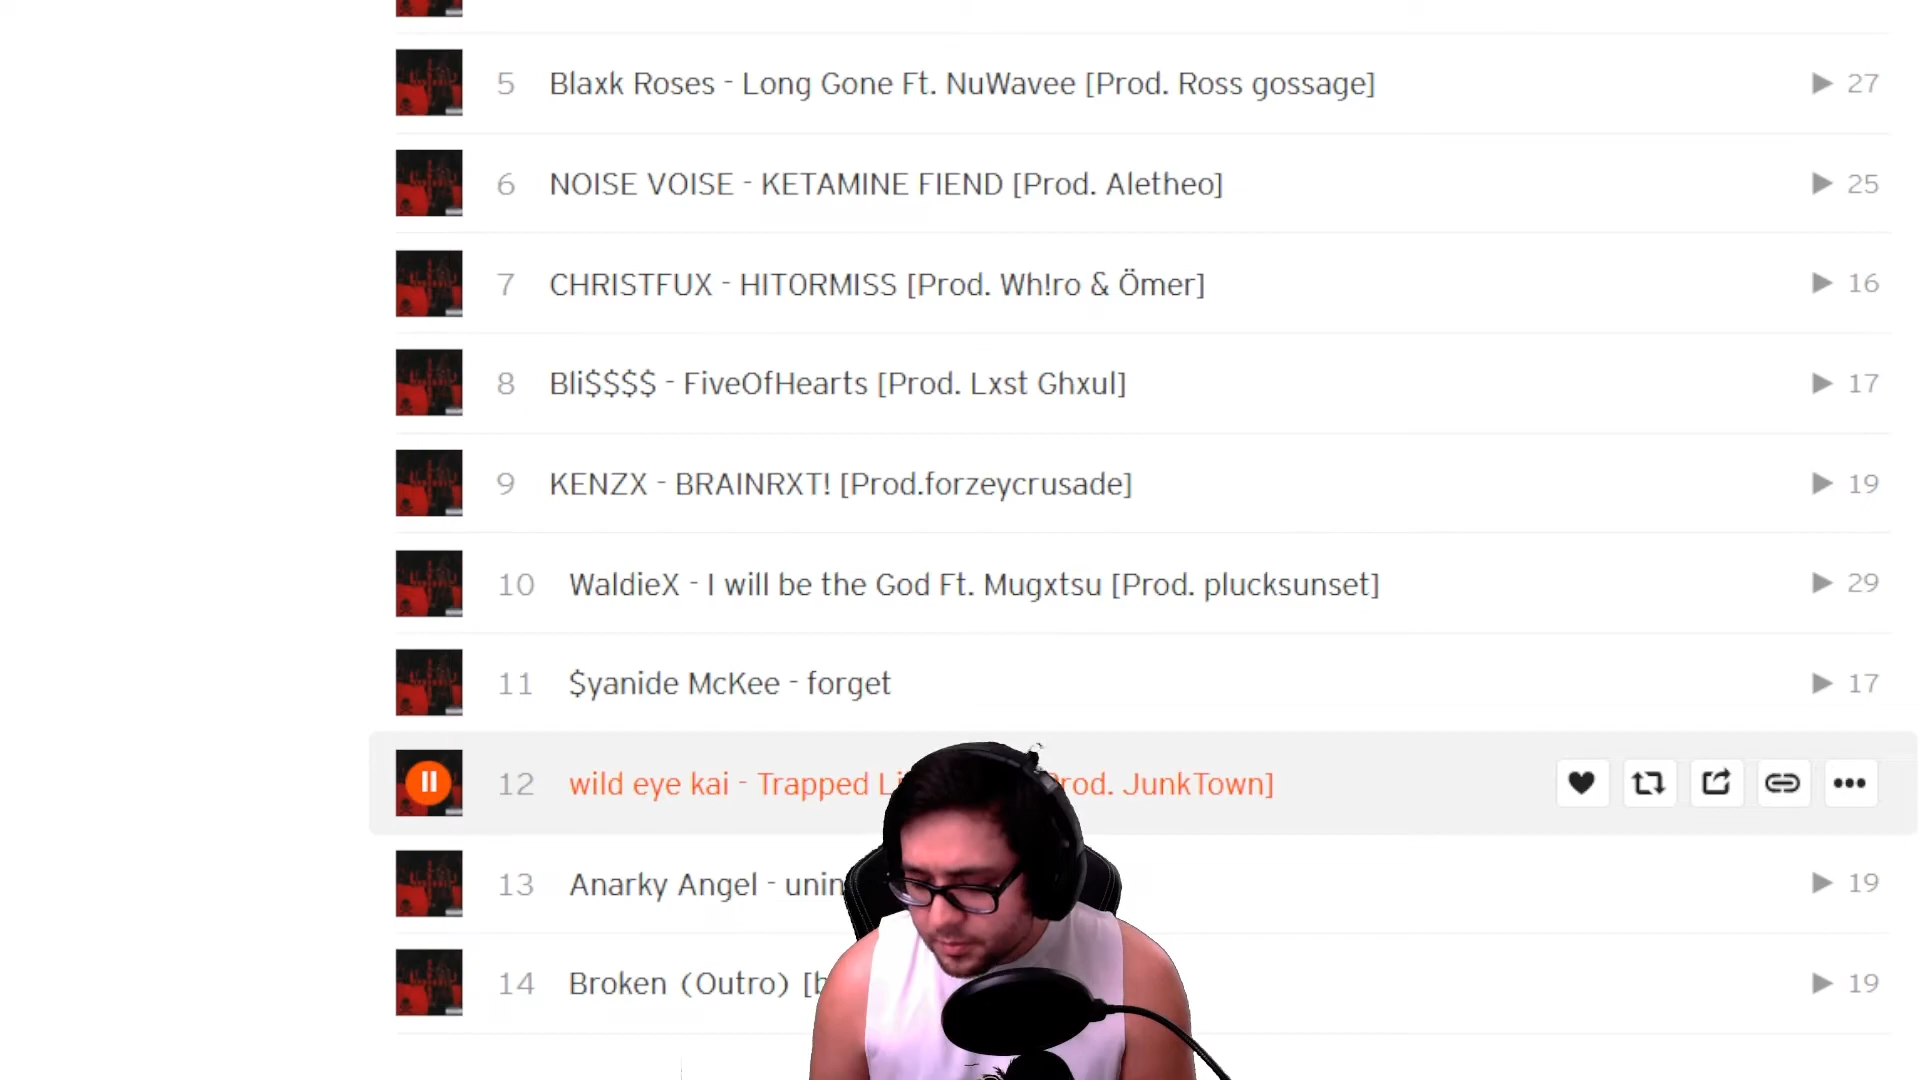 5 Blaxk Roses - Long Gone Ft. NuWavee [Prod. Ross gossage] 27
6 NOISE VOISE - KETAMINE FIEND [Prod. Aletheo] 25
7 CHRISTFUX - HITORMISS [Prod. Wh!ro & Ömer] 16
8 Bli$$$$ - FiveOfHearts [Prod. Lxst Ghxul] 17
9 KENZX - BRAINRXT! [Prod.forzeycrusade] 19
10 WaldieX - I will be the God Ft. Mugxtsu [Prod. plucksunset] 29
11 $yanide McKee - forget 17
12 wild eye kai - Trapped JunkTown]
13 Anarky Angel - 19
14 Broken (Outro) 19